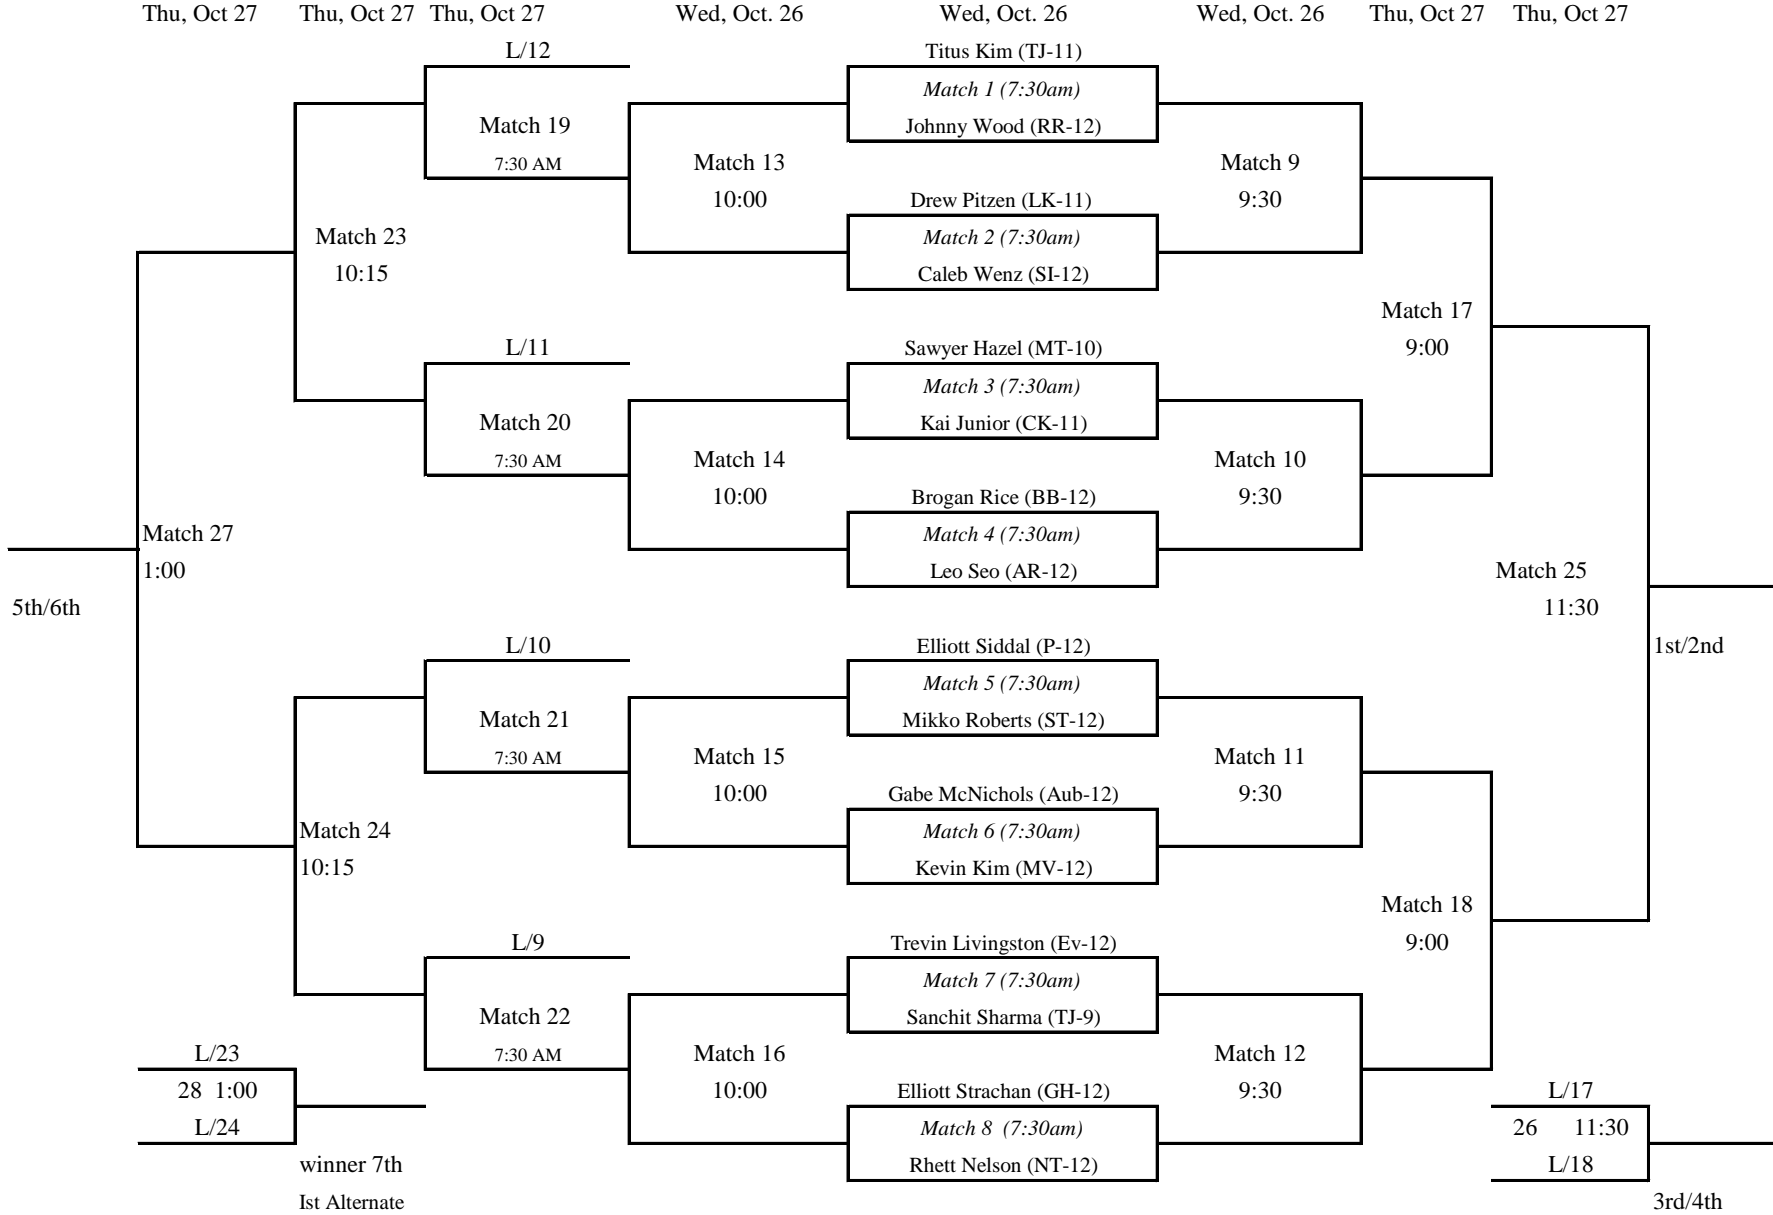 Thu, Oct 27 Thu, Oct 27 Thu, Oct 27 Wed, Oct. 26 Wed, Oct. 26 Wed, Oct. 26 Thu, Oct 27 Thu, Oct 27
L/12 Titus Kim (TJ-11)
Match 1 (7:30am)
Match 19 Johnny Wood (RR-12)
7:30 AM Match 13 Match 9
10:00 Drew Pitzen (LK-11) 9:30
Match 23 Match 2 (7:30am)
10:15 Caleb Wenz (SI-12)
Match 17
L/11 Sawyer Hazel (MT-10) 9:00
Match 3 (7:30am)
Match 20 Kai Junior (CK-11)
7:30 AM Match 14 Match 10
10:00 Brogan Rice (BB-12) 9:30
Match 27 Match 4 (7:30am)
1:00 Leo Seo (AR-12) Match 25
5th/6th 11:30
L/10 Elliott Siddal (P-12) 1st/2nd
Match 5 (7:30am)
Match 21 Mikko Roberts (ST-12)
7:30 AM Match 15 Match 11
10:00 Gabe McNichols (Aub-12) 9:30
Match 24 Match 6 (7:30am)
10:15 Kevin Kim (MV-12)
Match 18
L/9 Trevin Livingston (Ev-12) 9:00
Match 7 (7:30am)
Match 22 Sanchit Sharma (TJ-9)
L/23 7:30 AM Match 16 Match 12
28 1:00 10:00 Elliott Strachan (GH-12) 9:30 L/17
L/24 Match 8 (7:30am) 26 11:30
winner 7th Rhett Nelson (NT-12) L/18
Ist Alternate 3rd/4th